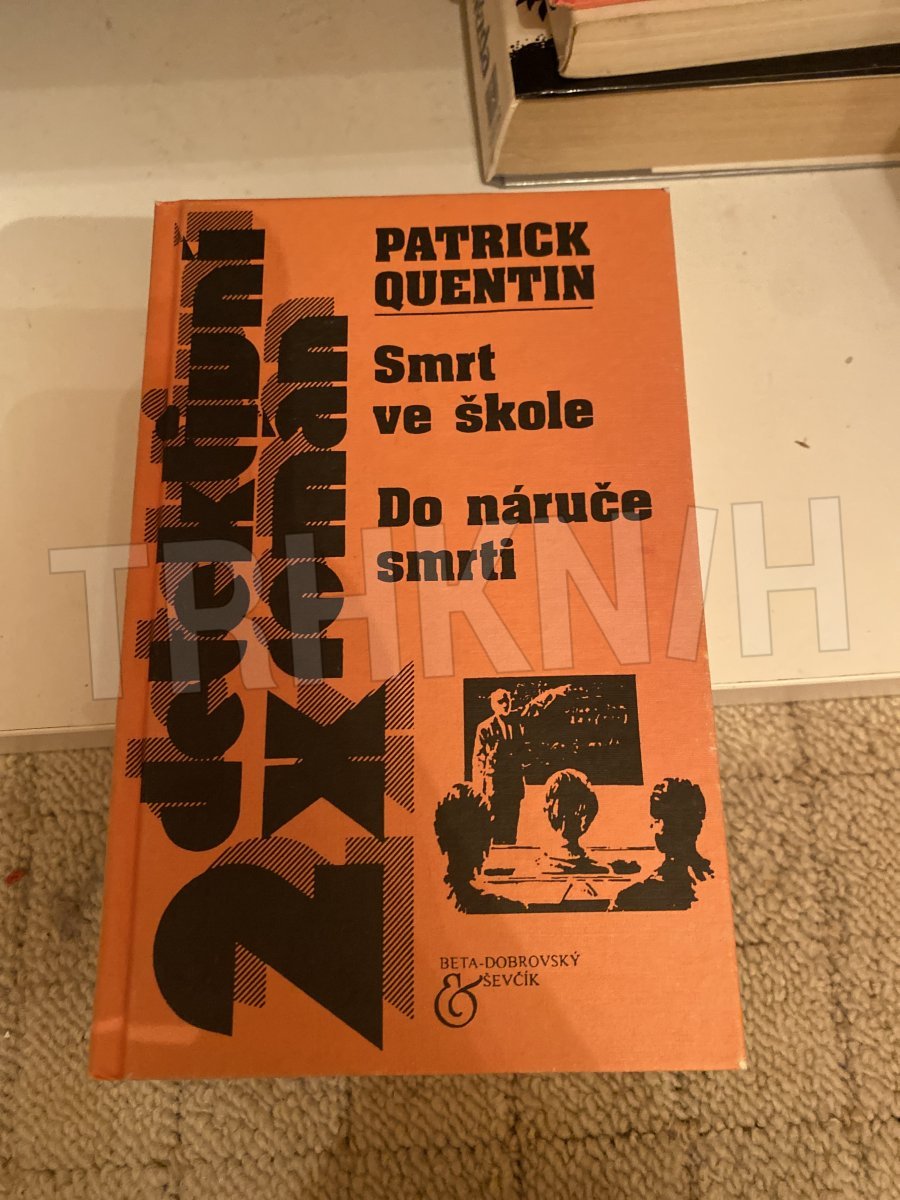 PATRICK
QUENTIN
Smrt
ve škole
Do náruče
smrti
2x detektivní
román
BETA-DOBROVSKÝ
& ŠEVČÍK
TRHKNIH